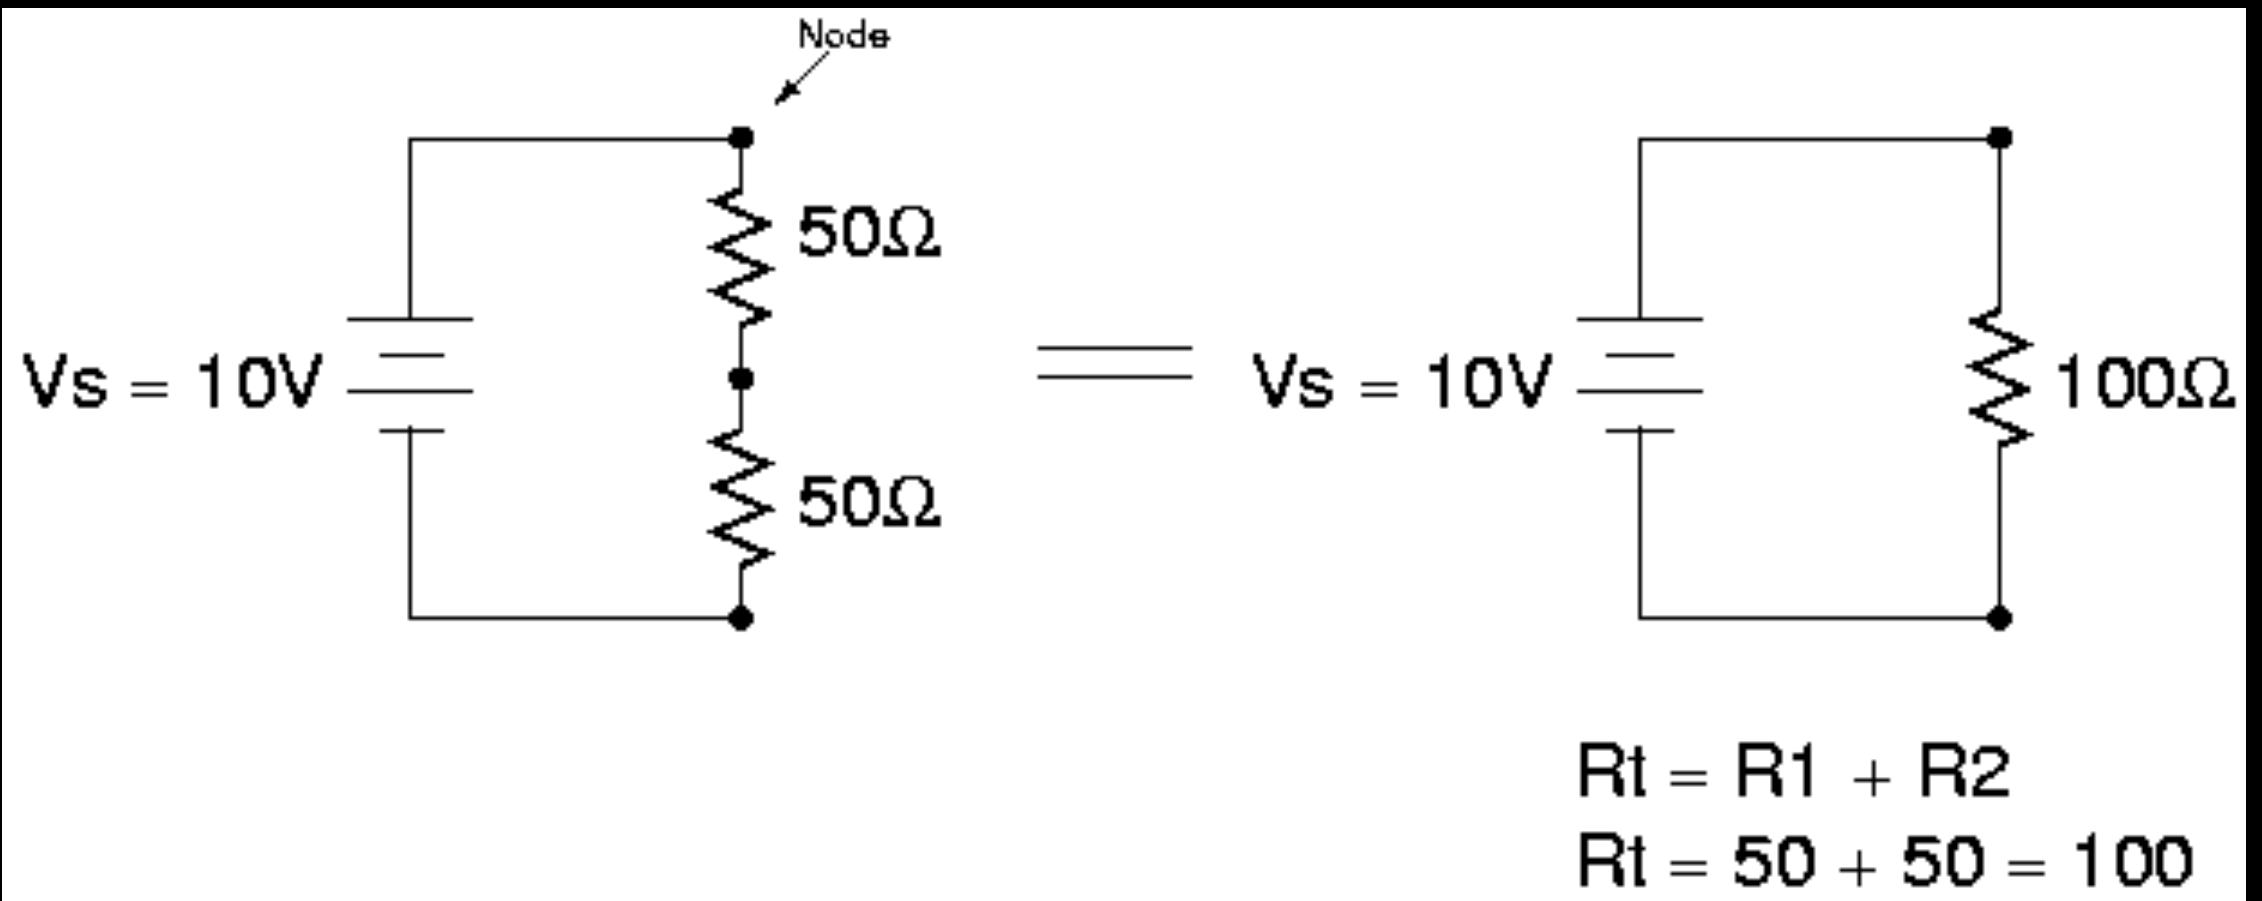 Node
50Ω
Vs = 10V
50Ω
Vs = 10V
100Ω
Rt = R1 + R2
Rt = 50 + 50 = 100